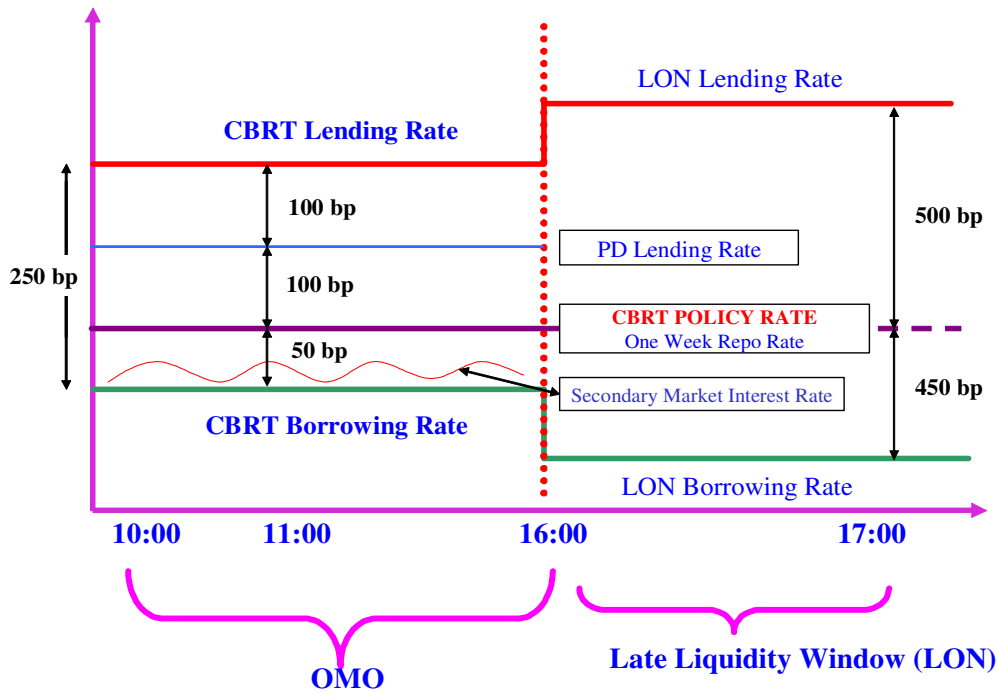 LON Lending Rate
CBRT Lending Rate
100 bp
500 bp
PD Lending Rate
250 bp
100 bp
CBRT POLICY RATE
One Week Repo Rate
50 bp
Secondary Market Interest Rate
450 bp
CBRT Borrowing Rate
LON Borrowing Rate
10:00
11:00
16:00
17:00
OMO
Late Liquidity Window (LON)